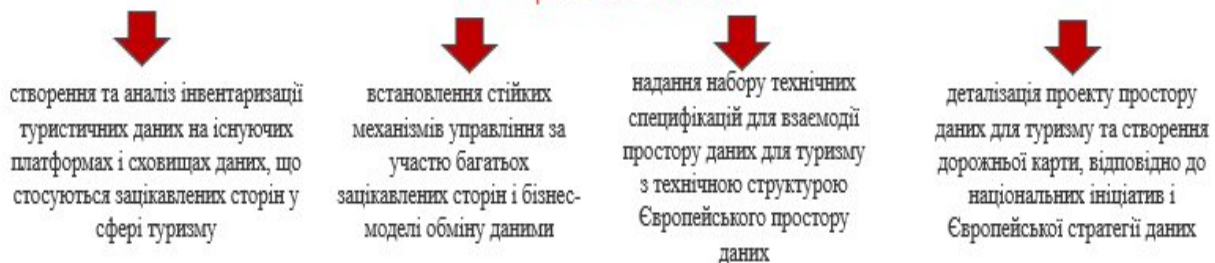 створення та аналіз інвентаризації
туристичних даних на існуючих
платформах і сховищах даних, що
стосуються зацікавлених сторін у
сфері туризму
встановлення стійких
механізмів управління за
участю багатьох
зацікавлених сторін і бізнес-
моделі обміну даними
надання набору технічних
специфікацій для взаємодії
простору даних для туризму
з технічною структурою
Європейського простору
даних
деталізація проекту простору
даних для туризму та створення
дорожньої карти, відповідно до
національних ініціатив і
Європейської стратегії даних